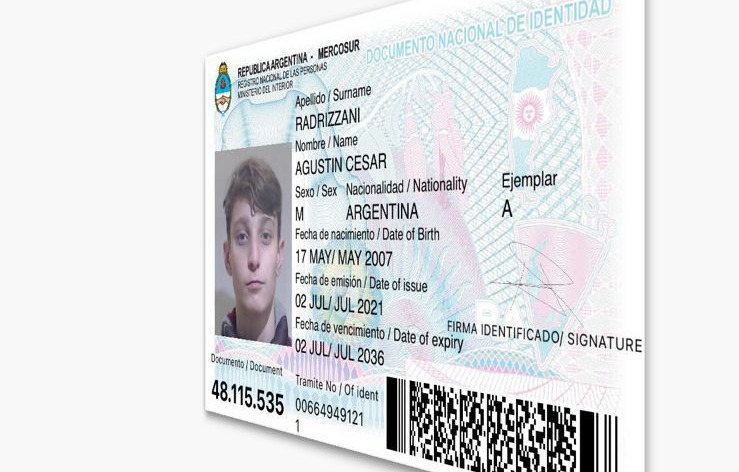 REPUBLICA ARGENTINA - MERCOSUR
REGISTRO NACIONAL DE LAS PERSONAS
MINISTERIO DEL INTERIOR
DOCUMENTO NACIONAL DE IDENTIDAD
Apellido / Surname
RADRIZZANI
Nombre / Name
AGUSTIN CESAR
Sexo / Sex Nacionalidad / Nationality Ejemplar
M ARGENTINA A
Fecha de nacimiento / Date of Birth
17 MAY/ MAY 2007
Fecha de emisión / Date of issue
02 JUL/ JUL 2021
Fecha de vencimiento / Date of expiry
02 JUL/ JUL 2036
FIRMA IDENTIFICADO/ SIGNATURE
Documento / Document
48.115.535
Tramite No / Of ident
00664949121
1